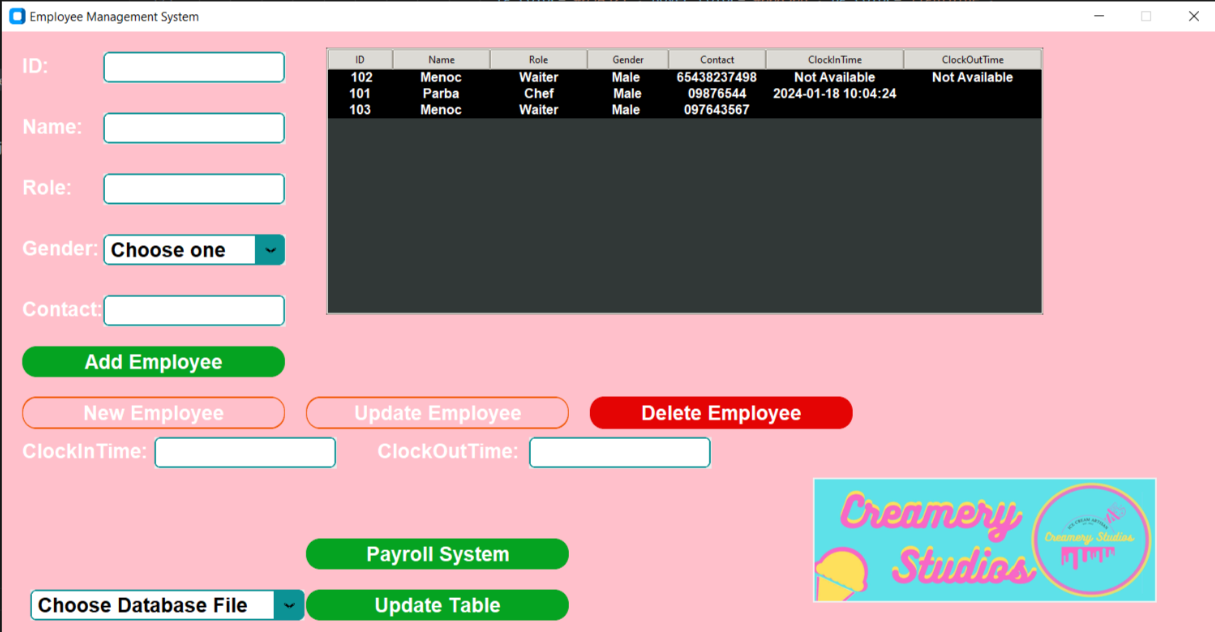 Employee Management System
ID:
Name:
Role:
Gender: Choose one
Contact:
Add Employee
New Employee Update Employee Delete Employee
ClockInTime: ClockOutTime:
Payroll System
Choose Database File Update Table
ID Name Role Gender Contact ClockInTime ClockOutTime
102 Menoc Waiter Male 65438237498 Not Available Not Available
101 Parba Chef Male 09876544 2024-01-18 10:04:24
103 Menoc Waiter Male 097643567
Creamery
Studios
Creamery Studios